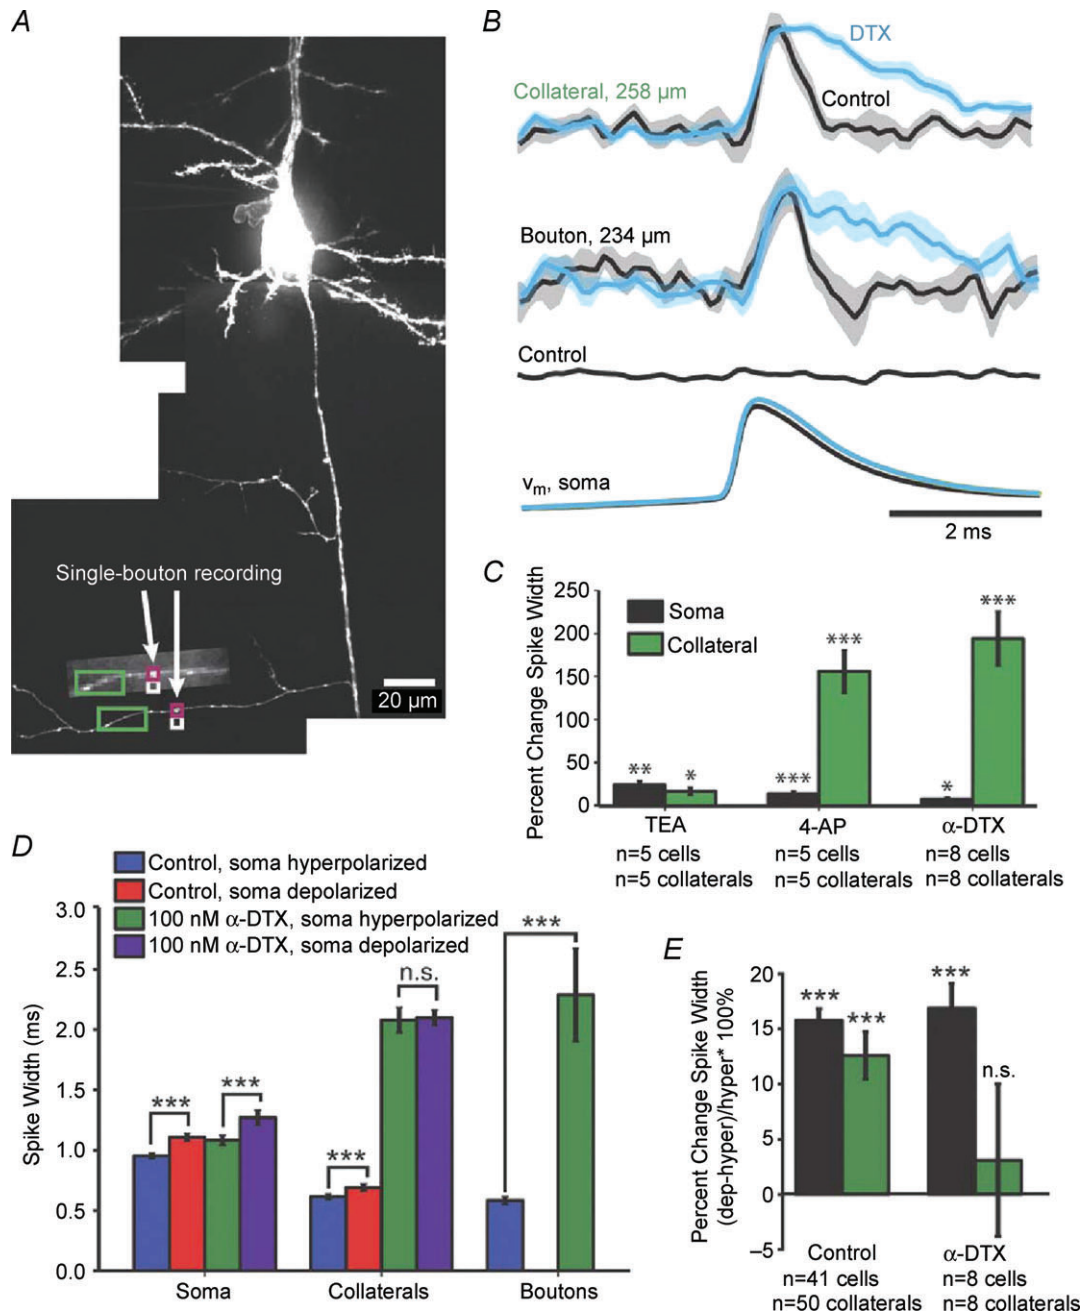 A
Single-bouton recording
20 µm
B
DTX
Collateral, 258 µm
Control
Bouton, 234 µm
Control
vm, soma
2 ms
C
Percent Change Spike Width
250
200
150
100
50
0
Soma
Collateral
**
*
***
***
*
***
TEA
4-AP
α-DTX
n=5 cells
n=5 cells
n=8 cells
n=5 collaterals
n=5 collaterals
n=8 collaterals
D
Control, soma hyperpolarized
Control, soma depolarized
100 nM α-DTX, soma hyperpolarized
100 nM α-DTX, soma depolarized
Spike Width (ms)
3.0
2.5
2.0
1.5
1.0
0.5
0.0
***
***
***
n.s.
***
Soma
Collaterals
Boutons
E
Percent Change Spike Width
(dep-hyper)/hyper* 100%
20
15
10
5
0
–5
***
***
***
n.s.
Control
α-DTX
n=41 cells
n=8 cells
n=50 collaterals
n=8 collaterals